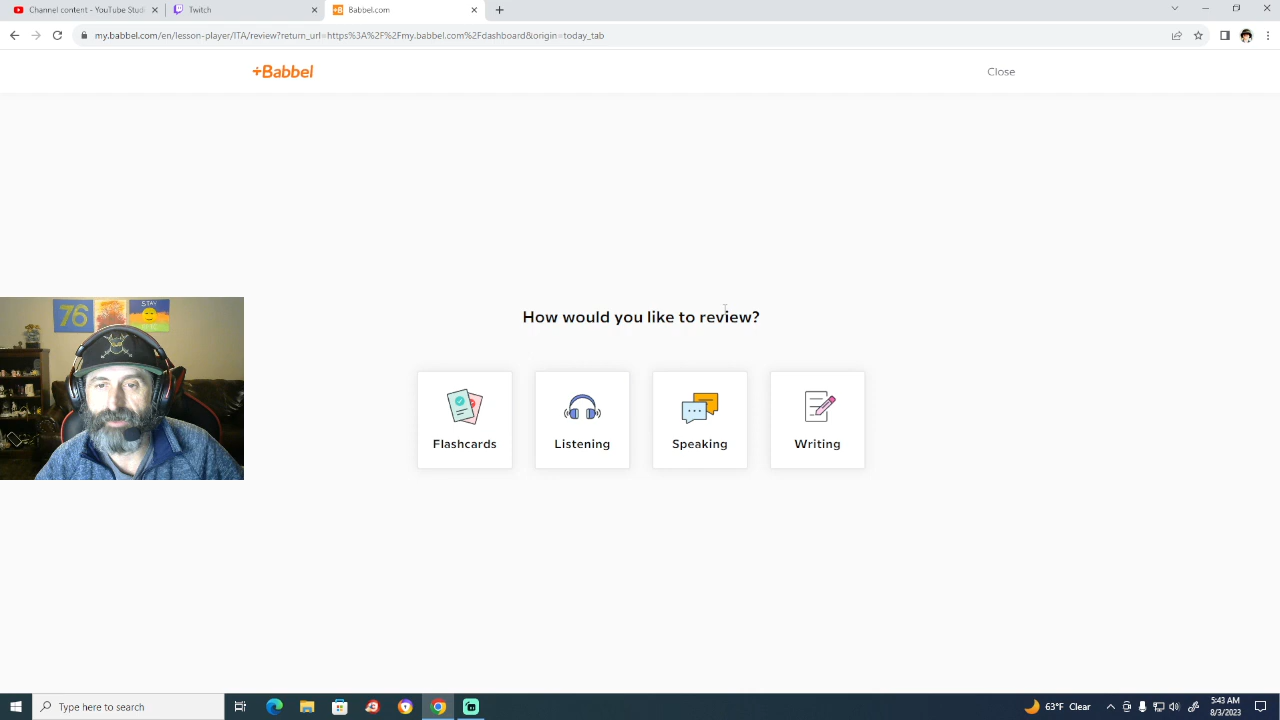 Channel content - YouTube Studi
Twitch
Babbel.com
my.babbel.com/en/lesson-player/ITA/review?return_url=https%3A%2F%2Fmy.babbel.com%2Fdashboard&origin=today_tab
+Babbel
Close
How would you like to review?
Flashcards
Listening
Speaking
Writing
76
STAY
Type here to search
63°F Clear
5:43 AM
8/3/2023